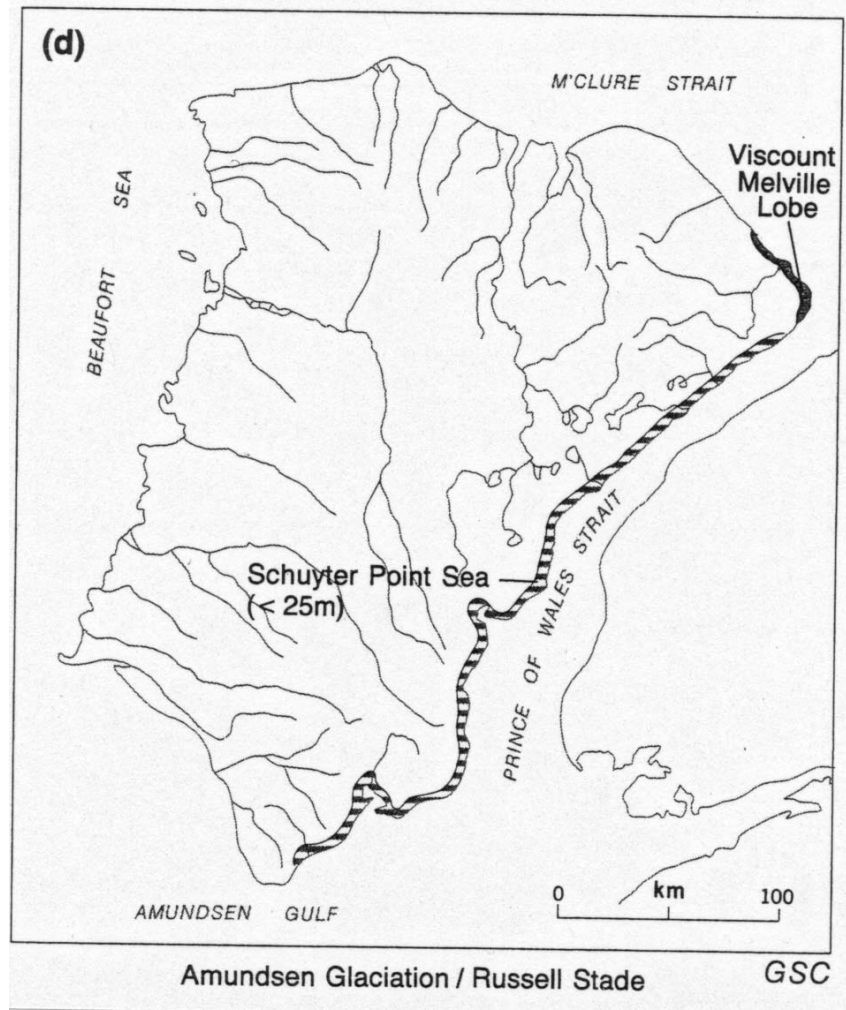 (d)
M'CLURE STRAIT
Viscount
Melville
Lobe
BEAUFORT SEA
Schuyter Point Sea
(< 25m)
PRINCE OF WALES STRAIT
0 km 100
AMUNDSEN GULF
Amundsen Glaciation / Russell Stade
GSC